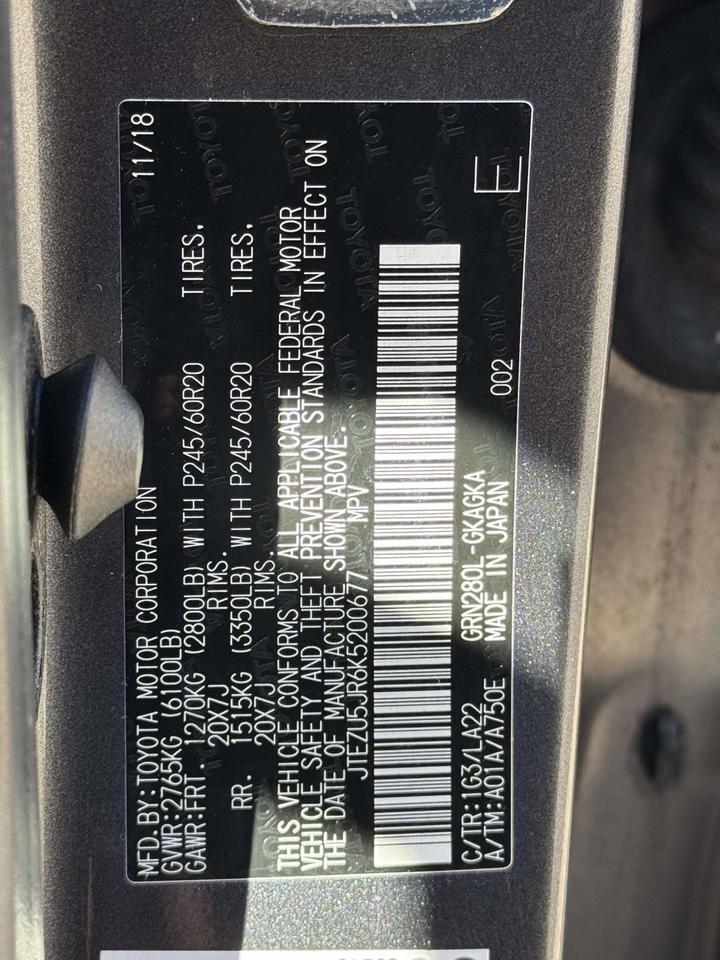 MFD.BY:TOYOTA MOTOR CORPORATION 11/18
GVWR:2765KG (6100LB)
GAWR:FRT. 1270KG (2800LB) WITH P245/60R20 TIRES.
20X7J RIMS.
RR. 1515KG (3350LB) WITH P245/60R20 TIRES.
20X7J RIMS.
THIS VEHICLE CONFORMS TO ALL APPLICABLE FEDERAL MOTOR
VEHICLE SAFETY AND THEFT PREVENTION STANDARDS IN EFFECT ON
THE DATE OF MANUFACTURE SHOWN ABOVE.
JTEZU5JR6K5200677 MPV
C/TR:1G3/LA22 GRN280L-GKAGKA
A/TM:A01A/A750E MADE IN JAPAN 002
E